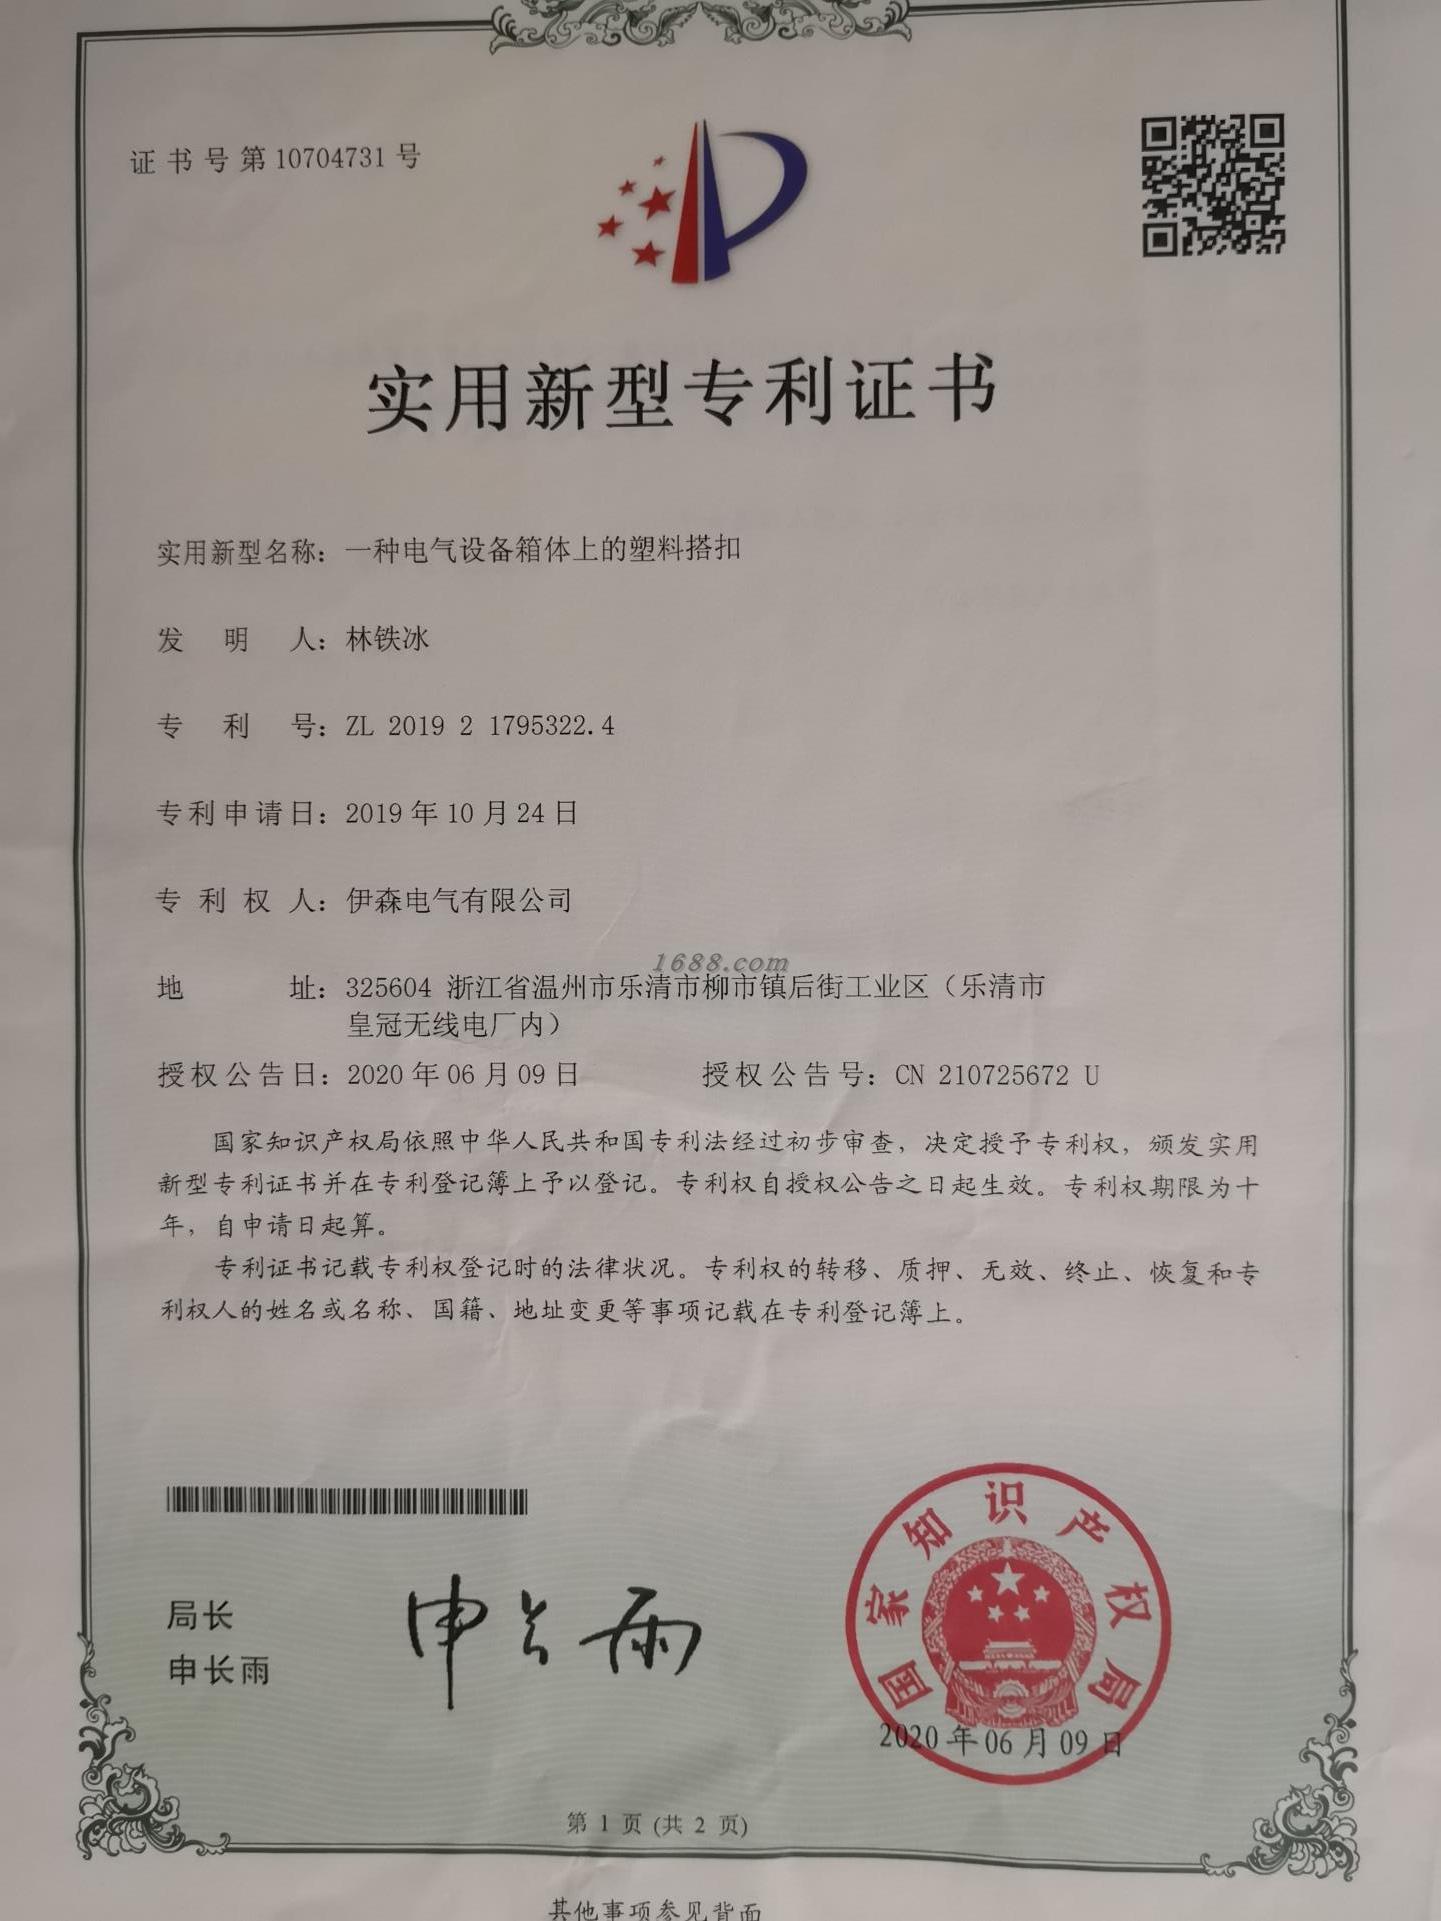 证书号第10704731号
实用新型专利证书
实用新型名称：一种电气设备箱体上的塑料搭扣
发明人：林铁冰
专利号：ZL 2019 2 1795322.4
专利申请日：2019年10月24日
专利权人：伊森电气有限公司
1688.com
地址：325604 浙江省温州市乐清市柳市镇后街工业区（乐清市
皇冠无线电厂内）
授权公告日：2020年06月09日 授权公告号：CN 210725672 U
国家知识产权局依照中华人民共和国专利法经过初步审查，决定授予专利权，颁发实用
新型专利证书并在专利登记簿上予以登记。专利权自授权公告之日起生效。专利权期限为十
年，自申请日起算。
专利证书记载专利权登记时的法律状况。专利权的转移、质押、无效、终止、恢复和专
利权人的姓名或名称、国籍、地址变更等事项记载在专利登记簿上。
局长
申长雨
申长雨
国家知识产权局
2020年06月09日
第 1 页 (共 2 页)
其他事项参见背面